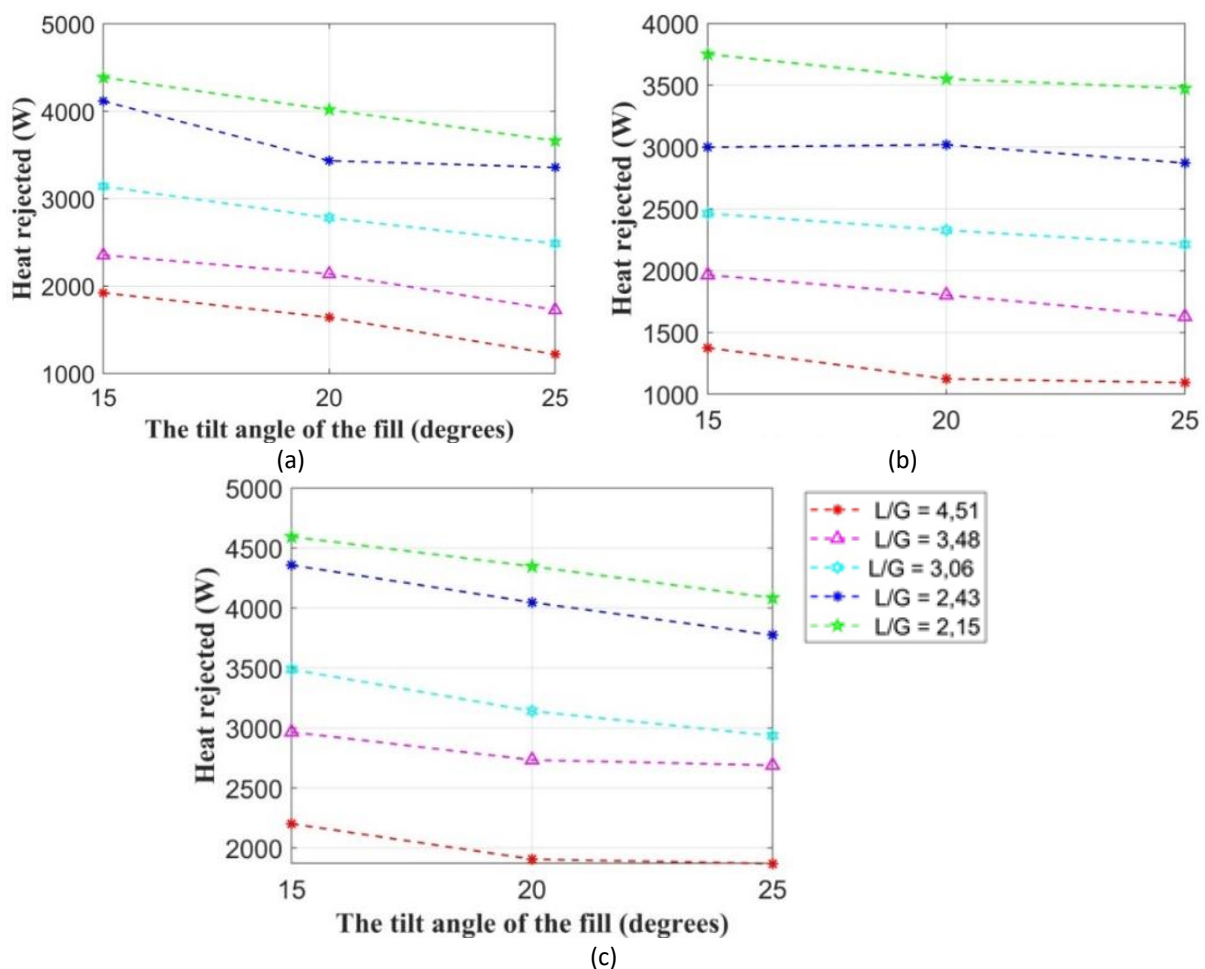 5000
4000
3000
2000
1000
Heat rejected (W)
15 20 25
The tilt angle of the fill (degrees)
(a)
4000
3500
3000
2500
2000
1500
1000
Heat rejected (W)
15 20 25
(b)
5000
4500
4000
3500
3000
2500
2000
Heat rejected (W)
15 20 25
The tilt angle of the fill (degrees)
(c)
L/G = 4,51
L/G = 3,48
L/G = 3,06
L/G = 2,43
L/G = 2,15